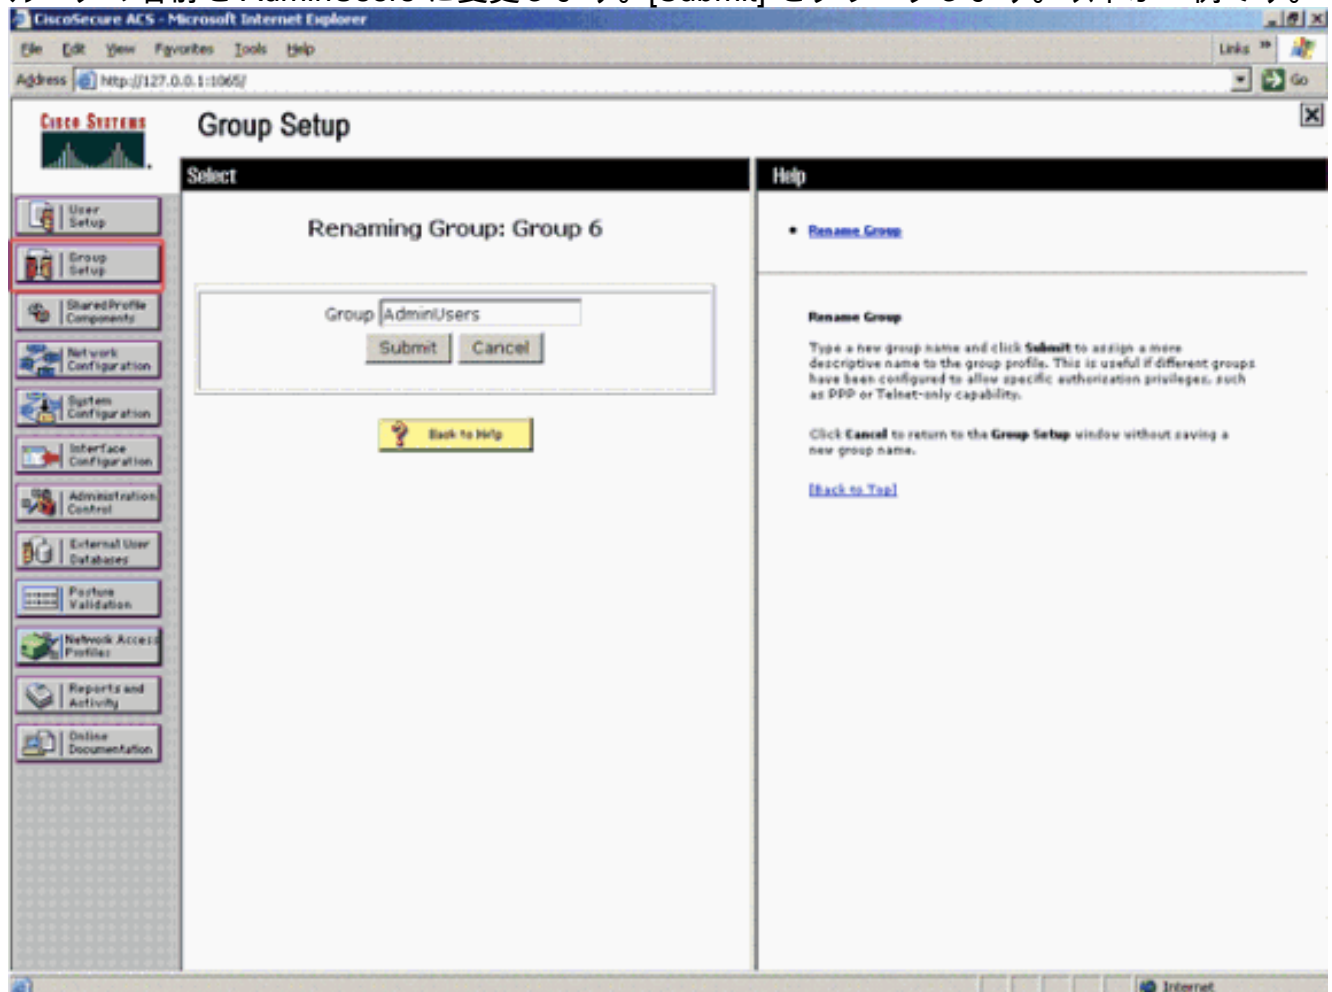 CiscoSecure ACS - Microsoft Internet Explorer
File Edit View Favorites Tools Help
Links »
Address http://127.0.0.1:1065/
Go
CISCO SYSTEMS
Group Setup
Select
Help
User
Setup
Group
Setup
Shared Profile
Components
Network
Configuration
System
Configuration
Interface
Configuration
Administration
Control
External User
Databases
Posture
Validation
Network Access
Profiles
Reports and
Activity
Online
Documentation
Renaming Group: Group 6
Group AdminUsers
Submit Cancel
? Back to Help
• Rename Group
Rename Group
Type a new group name and click Submit to assign a more
descriptive name to the group profile. This is useful if different groups
have been configured to allow specific authorization privileges, such
as PPP or Telnet-only capability.
Click Cancel to return to the Group Setup window without saving a
new group name.
[Back to Top]
Internet